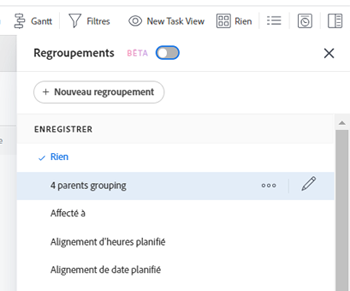 Gantt Filtres New Task View Rien
Regroupements BÊTA
+ Nouveau regroupement
ENREGISTRER
Rien
4 parents grouping
Affecté à
Alignement d'heures planifié
Alignement de date planifié